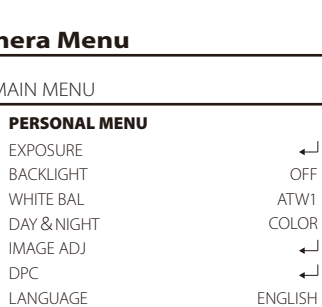 nera Menu
MAIN MENU
PERSONAL MENU
EXPOSURE ↵
BACKLIGHT OFF
WHITE BAL ATW1
DAY & NIGHT COLOR
IMAGE ADJ ↵
DPC ↵
LANGUAGE ENGLISH